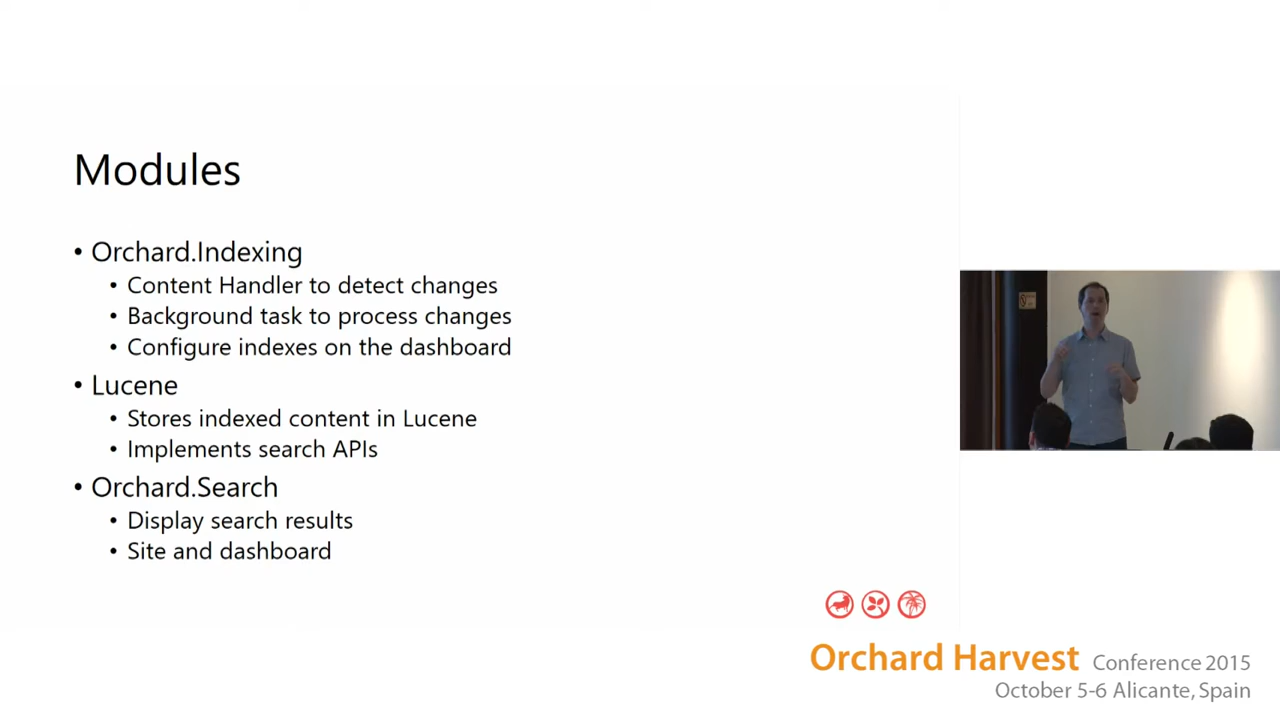 Modules
• Orchard.Indexing
• Content Handler to detect changes
• Background task to process changes
• Configure indexes on the dashboard
• Lucene
• Stores indexed content in Lucene
• Implements search APIs
• Orchard.Search
• Display search results
• Site and dashboard
Orchard Harvest Conference 2015
October 5-6 Alicante, Spain